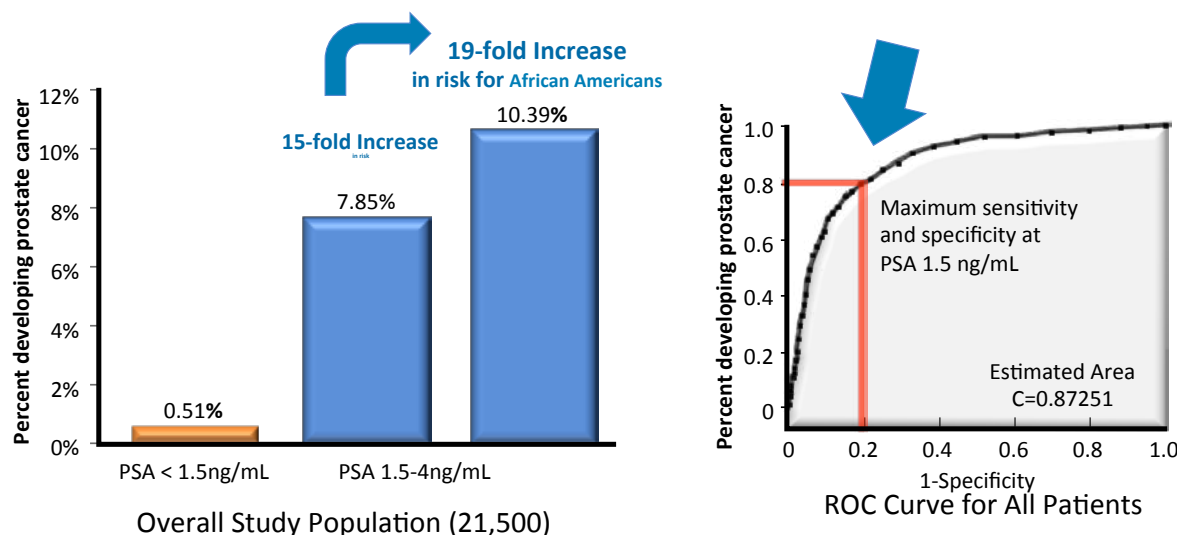 19-fold Increase
in risk for African Americans
15-fold Increase
in risk
Percent developing prostate cancer
12%
10%
8%
6%
4%
2%
0%
0.51%
7.85%
10.39%
PSA < 1.5ng/mL
PSA 1.5-4ng/mL
Overall Study Population (21,500)
Percent developing prostate cancer
1.0
0.8
0.6
0.4
0.2
0
Maximum sensitivity
and specificity at
PSA 1.5 ng/mL
Estimated Area
C=0.87251
0 0.2 0.4 0.6 0.8 1.0
1-Specificity
ROC Curve for All Patients